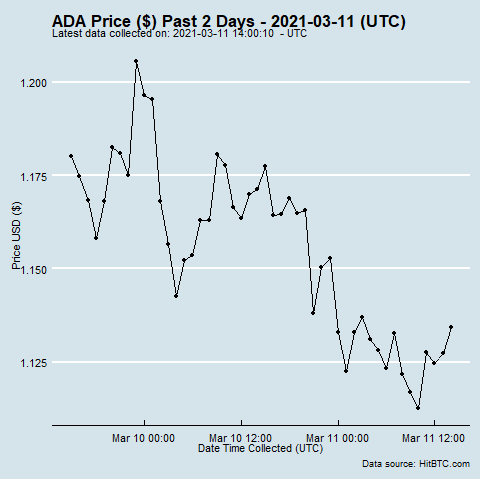 ADA Price ($) Past 2 Days - 2021-03-11 (UTC)
Latest data collected on: 2021-03-11 14:00:10  - UTC
1.200
1.175
1.150
1.125
Price USD ($)
Mar 10 00:00 Mar 10 12:00 Mar 11 00:00 Mar 11 12:00
Date Time Collected (UTC)
Data source: HitBTC.com